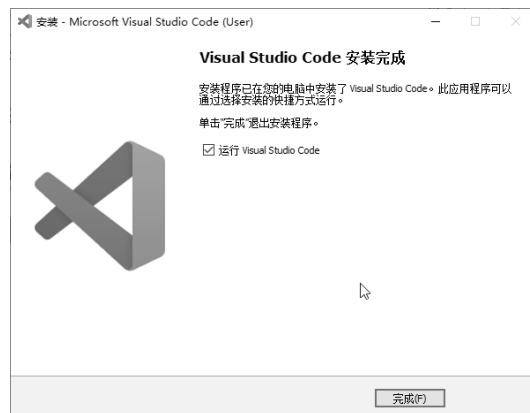 安装 - Microsoft Visual Studio Code (User)
Visual Studio Code 安装完成
安装程序已在您的电脑中安装了 Visual Studio Code。此应用程序可以
通过选择安装的快捷方式运行。
单击"完成"退出安装程序。
运行 Visual Studio Code
完成(F)